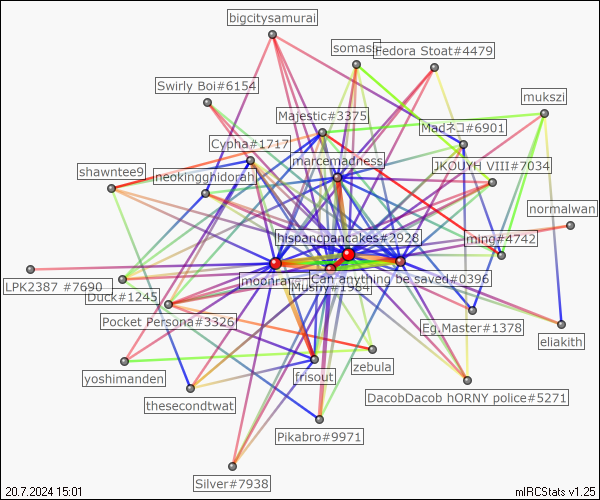 bigcitysamurai
somasis
Fedora Stoat#4479
Swirly Boi#6154
mukszi
Majestic#3375
Madネコ#6901
Cypha#1717
marcemadness
JKOUYH VIII#7034
shawntee9
neokingghidorah
normalwan
hispancpancakes#2928
ming#4742
moonray
Can anything be saved#0396
LPK2387 #7690
Mushy#1984
Duck#1245
Pocket Persona#3326
Eg.Master#1378
eliakith
zebula
yoshimanden
frisout
DacobDacob hORNY police#5271
thesecondtwat
Pikabro#9971
Silver#7938
20.7.2024 15:01
mIRCStats v1.25